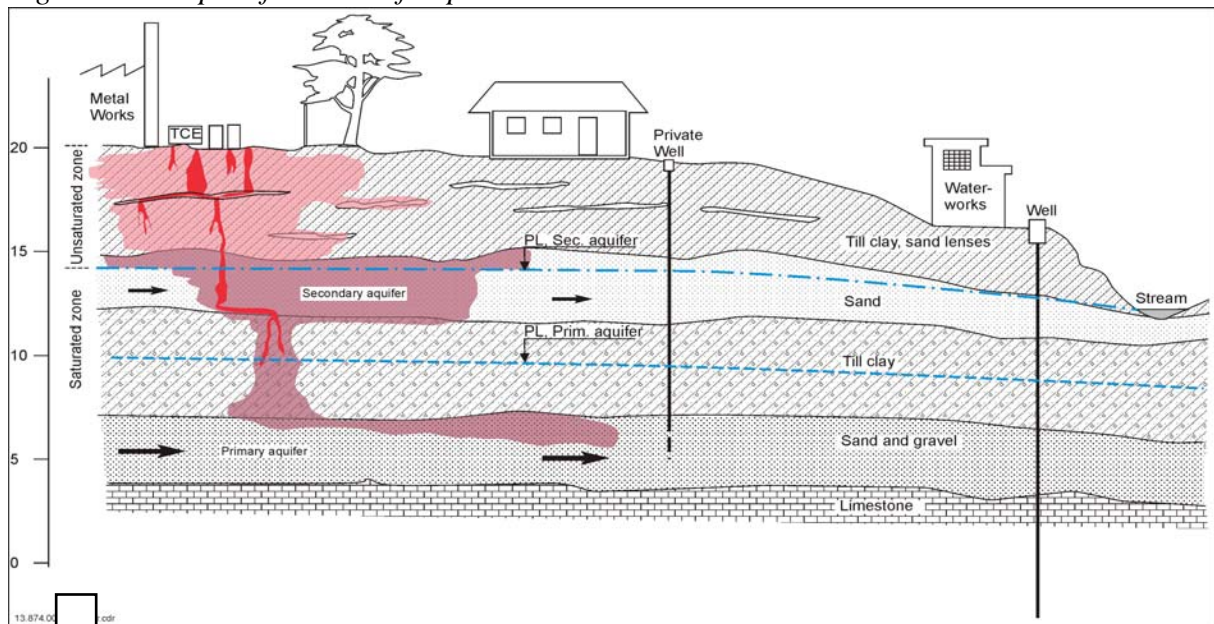 Metal
Works
TCE
Private
Well
Water-
works
Well
20
15
10
5
0
Unsaturated zone
Saturated zone
PL, Sec. aquifer
Till clay, sand lenses
Secondary aquifer
Sand
Stream
PL, Prim. aquifer
Till clay
Primary aquifer
Sand and gravel
Limestone
13.874.00
.cdr